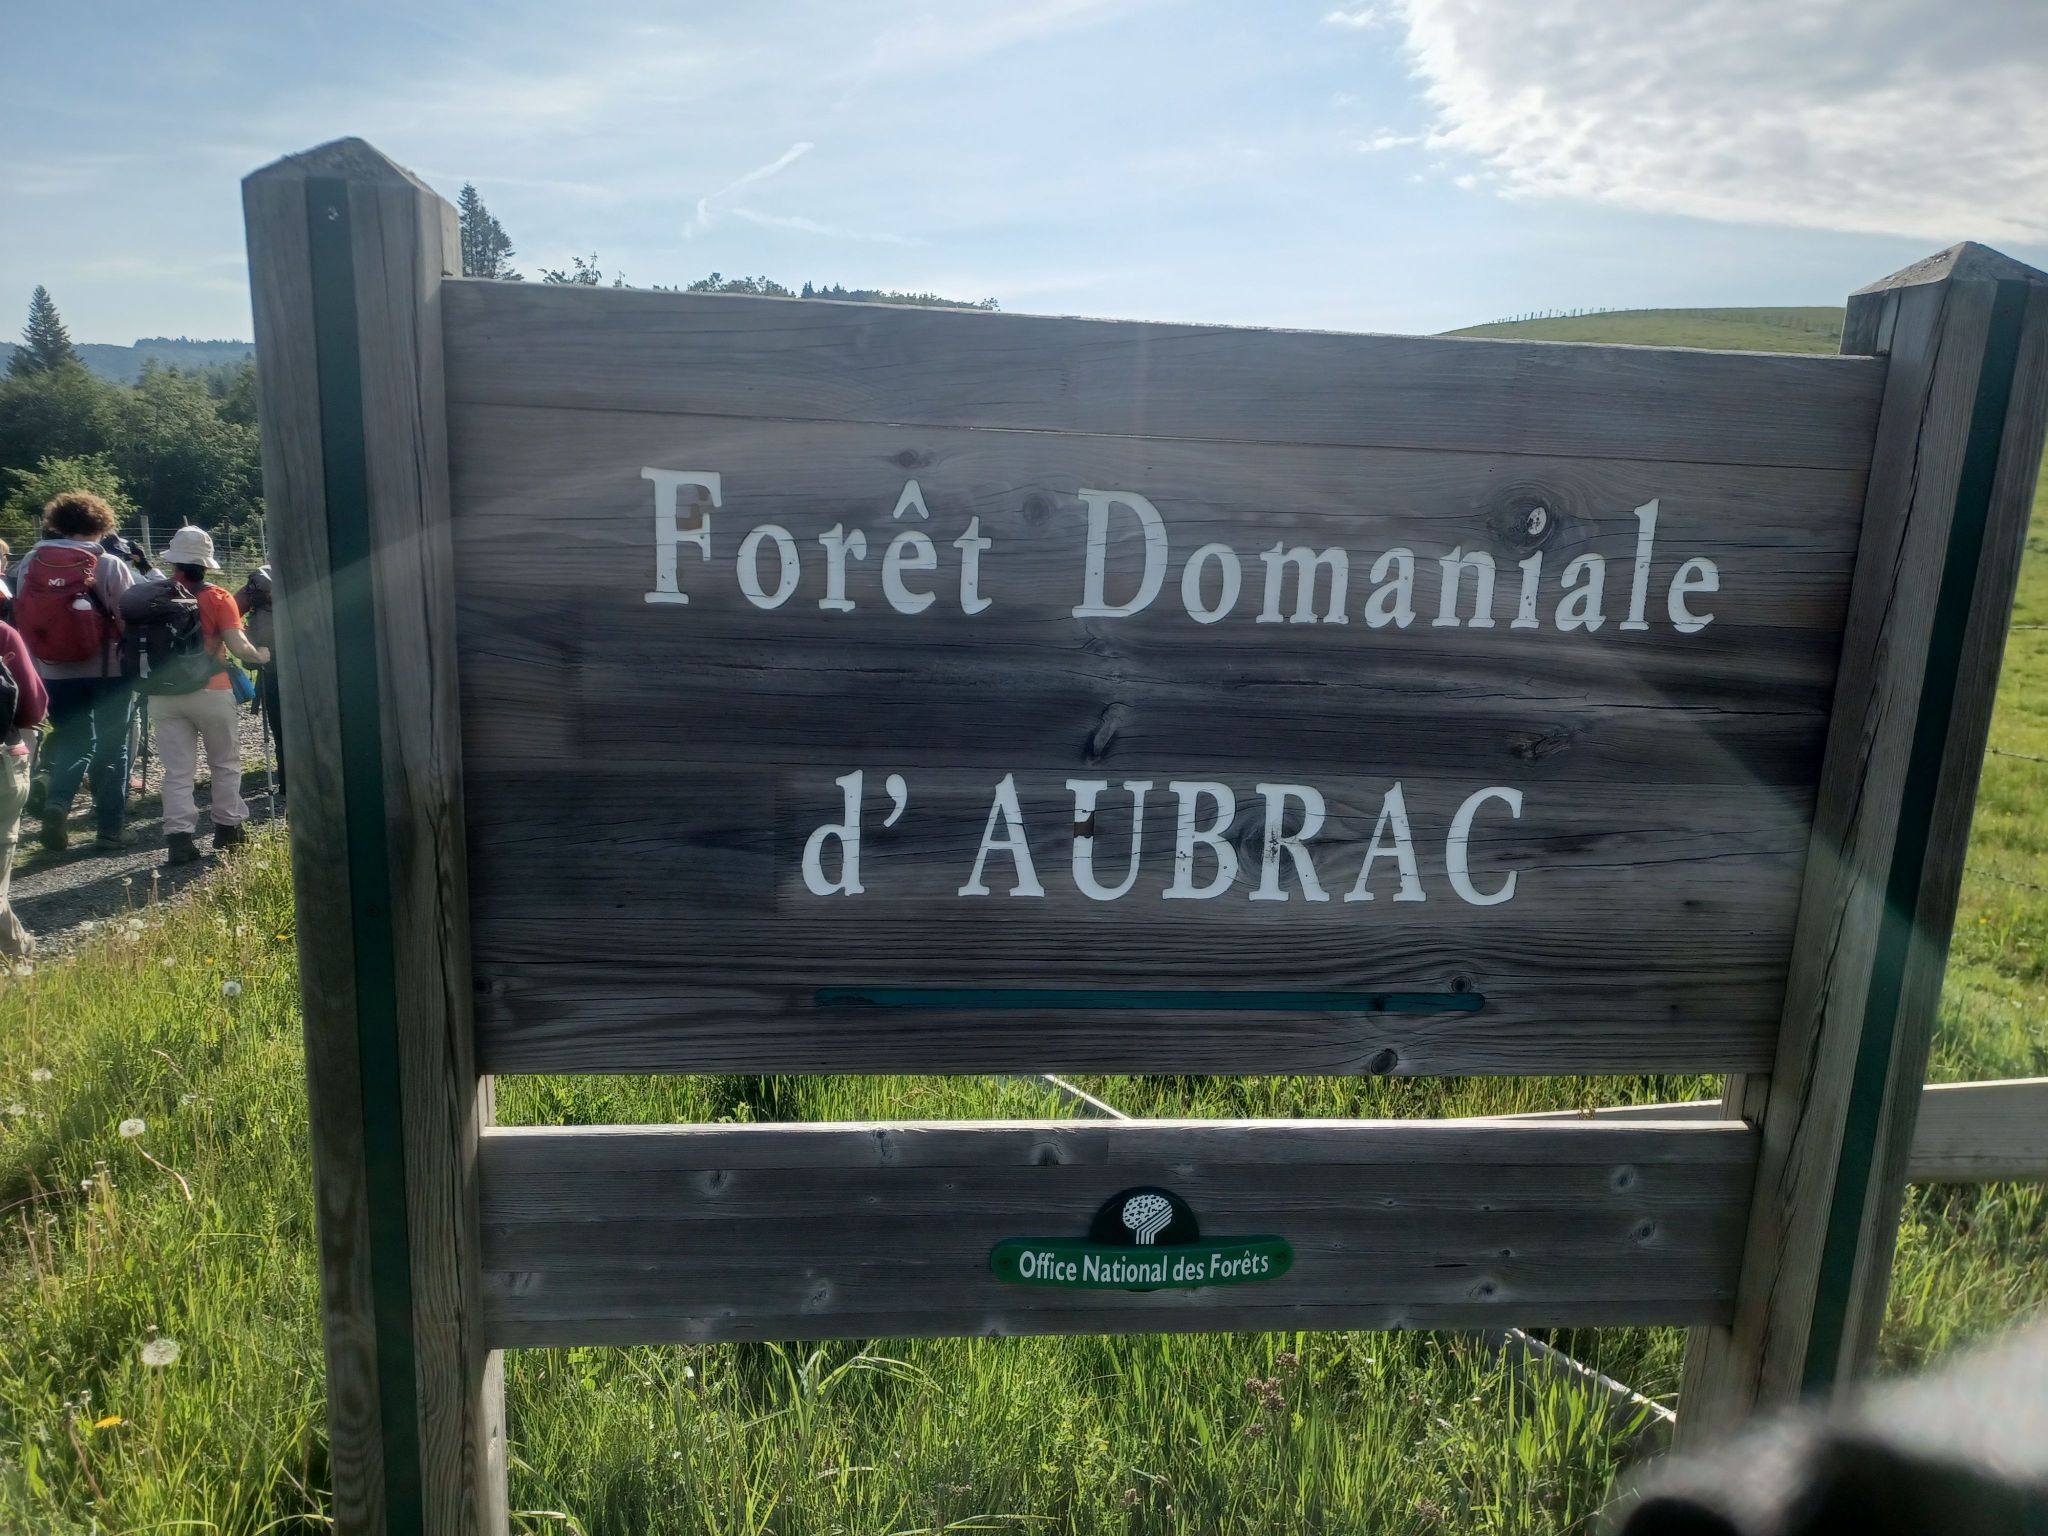 Forêt Domaniale
d'AUBRAC
Office National des Forêts